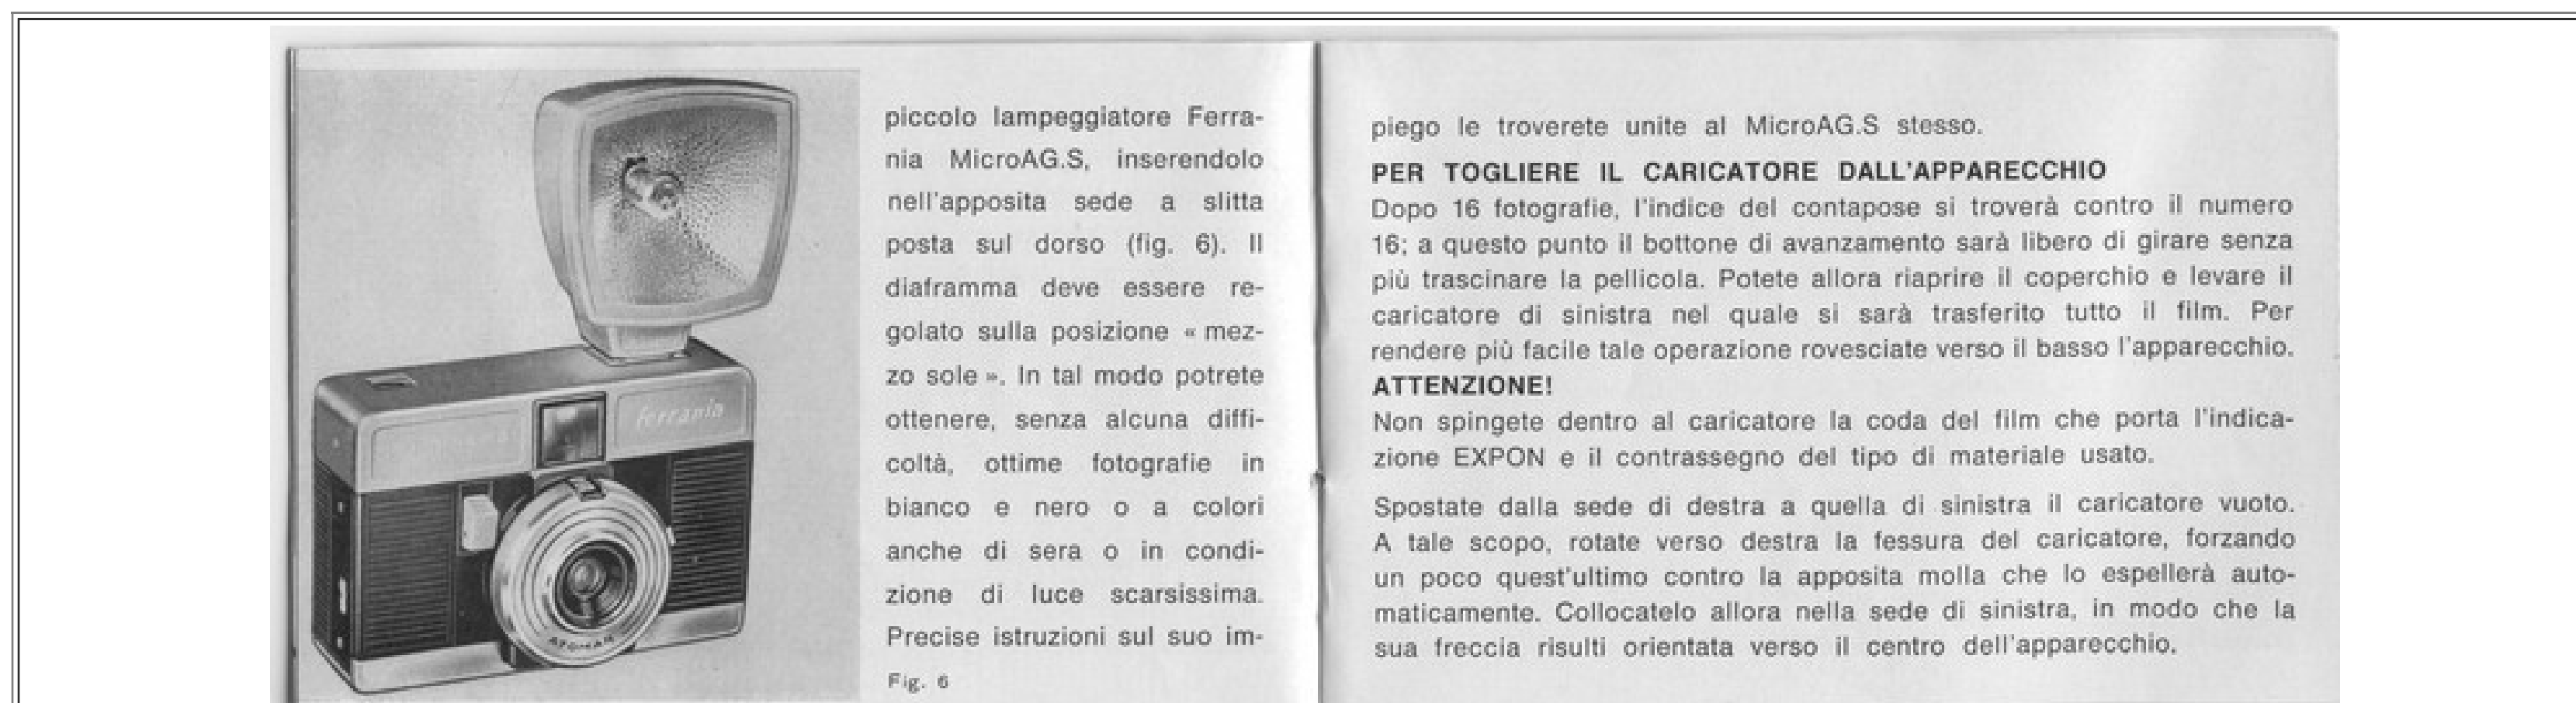 ferrania
piccolo lampeggiatore Ferra-
nia MicroAG.S, inserendolo
nell'apposita sede a slitta
posta sul dorso (fig. 6). Il
diaframma deve essere re-
golato sulla posizione « mez-
zo sole ». In tal modo potrete
ottenere, senza alcuna diffi-
coltà, ottime fotografie in
bianco e nero o a colori
anche di sera o in condi-
zione di luce scarsissima.
Precise istruzioni sul suo im-
Fig. 6
piego le troverete unite al MicroAG.S stesso.
PER TOGLIERE IL CARICATORE DALL'APPARECCHIO
Dopo 16 fotografie, l'indice del contapose si troverà contro il numero
16; a questo punto il bottone di avanzamento sarà libero di girare senza
più trascinare la pellicola. Potete allora riaprire il coperchio e levare il
caricatore di sinistra nel quale si sarà trasferito tutto il film. Per
rendere più facile tale operazione rovesciate verso il basso l'apparecchio.
ATTENZIONE!
Non spingete dentro al caricatore la coda del film che porta l'indica-
zione EXPON e il contrassegno del tipo di materiale usato.
Spostate dalla sede di destra a quella di sinistra il caricatore vuoto.
A tale scopo, rotate verso destra la fessura del caricatore, forzando
un poco quest'ultimo contro la apposita molla che lo espellerà auto-
maticamente. Collocatelo allora nella sede di sinistra, in modo che la
sua freccia risulti orientata verso il centro dell'apparecchio.